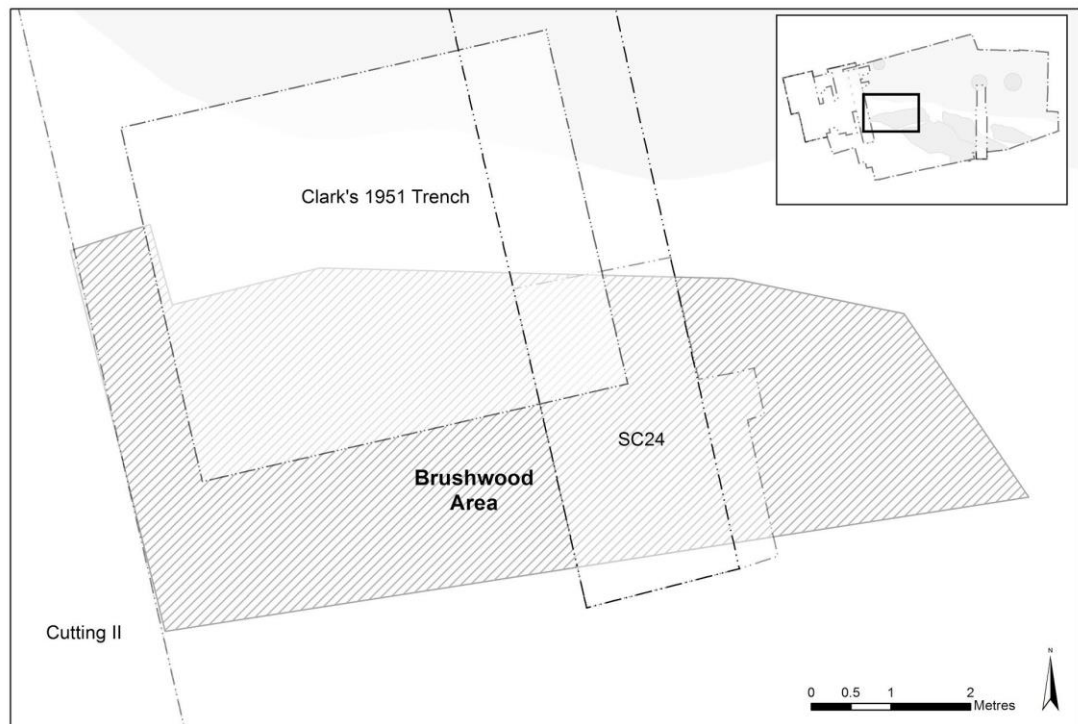 Clark's 1951 Trench
SC24
Brushwood
Area
Cutting II
N
0 0.5 1 2
Metres